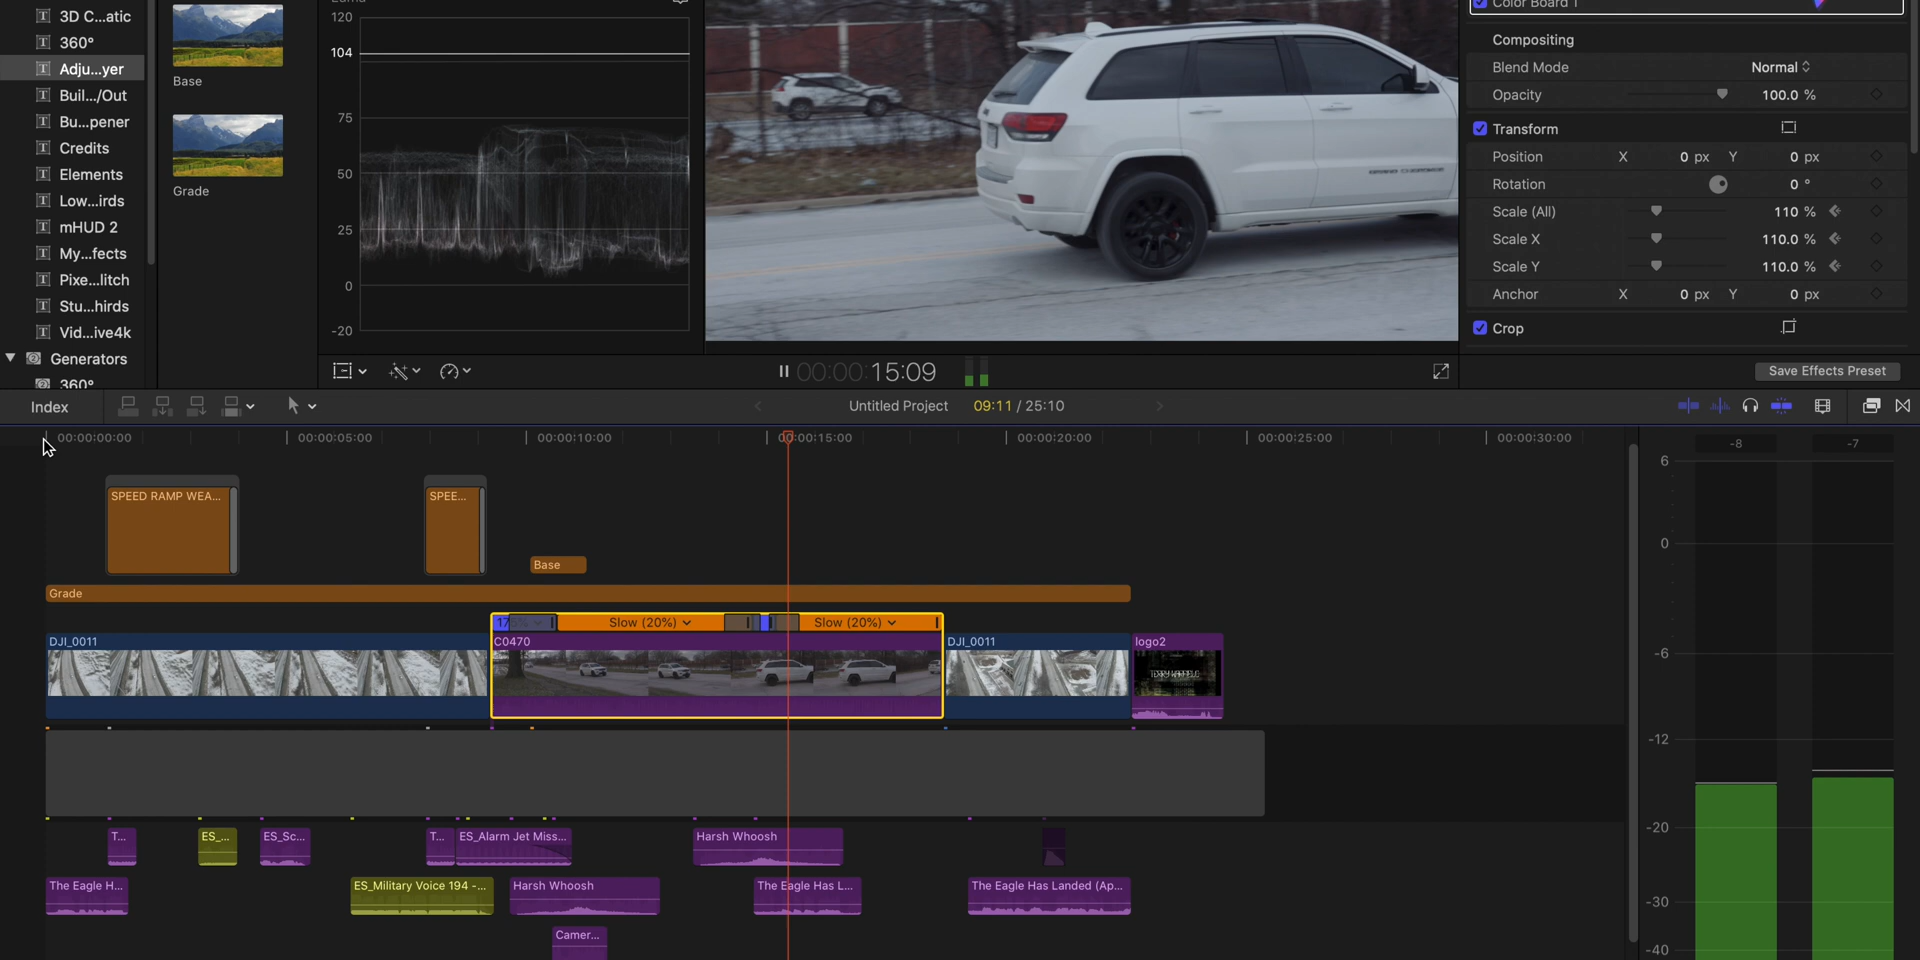 3D C...atic
360°
Adju...yer
Buil.../Out
Bu...pener
Credits
Elements
Low...irds
mHUD 2
My...fects
Pixe...litch
Stu...hirds
Vid...ive4k
Generators
360°
Base
Grade
Luma
120
104
75
50
25
0
-20
Color Board 1
Compositing
Blend Mode Normal
Opacity 100.0 %
Transform
Position X 0 px Y 0 px
Rotation 0 °
Scale (All) 110 %
Scale X 110.0 %
Scale Y 110.0 %
Anchor X 0 px Y 0 px
Crop
00:00:15:09
Save Effects Preset
Index
Untitled Project 09:11 / 25:10
00:00:00:00 00:00:05:00 00:00:10:00 00:00:15:00 00:00:20:00 00:00:25:00 00:00:30:00
SPEED RAMP WEA...
SPEE...
Base
Grade
Slow (20%) Slow (20%)
DJI_0011
C0470
DJI_0011
logo2
T...
ES_...
ES_Sc...
T...
ES_Alarm Jet Miss...
Harsh Whoosh
The Eagle H...
ES_Military Voice 194 -...
Harsh Whoosh
The Eagle Has L...
The Eagle Has Landed (Ap...
Camer...
-8 -7
6
0
-6
-12
-20
-30
-40